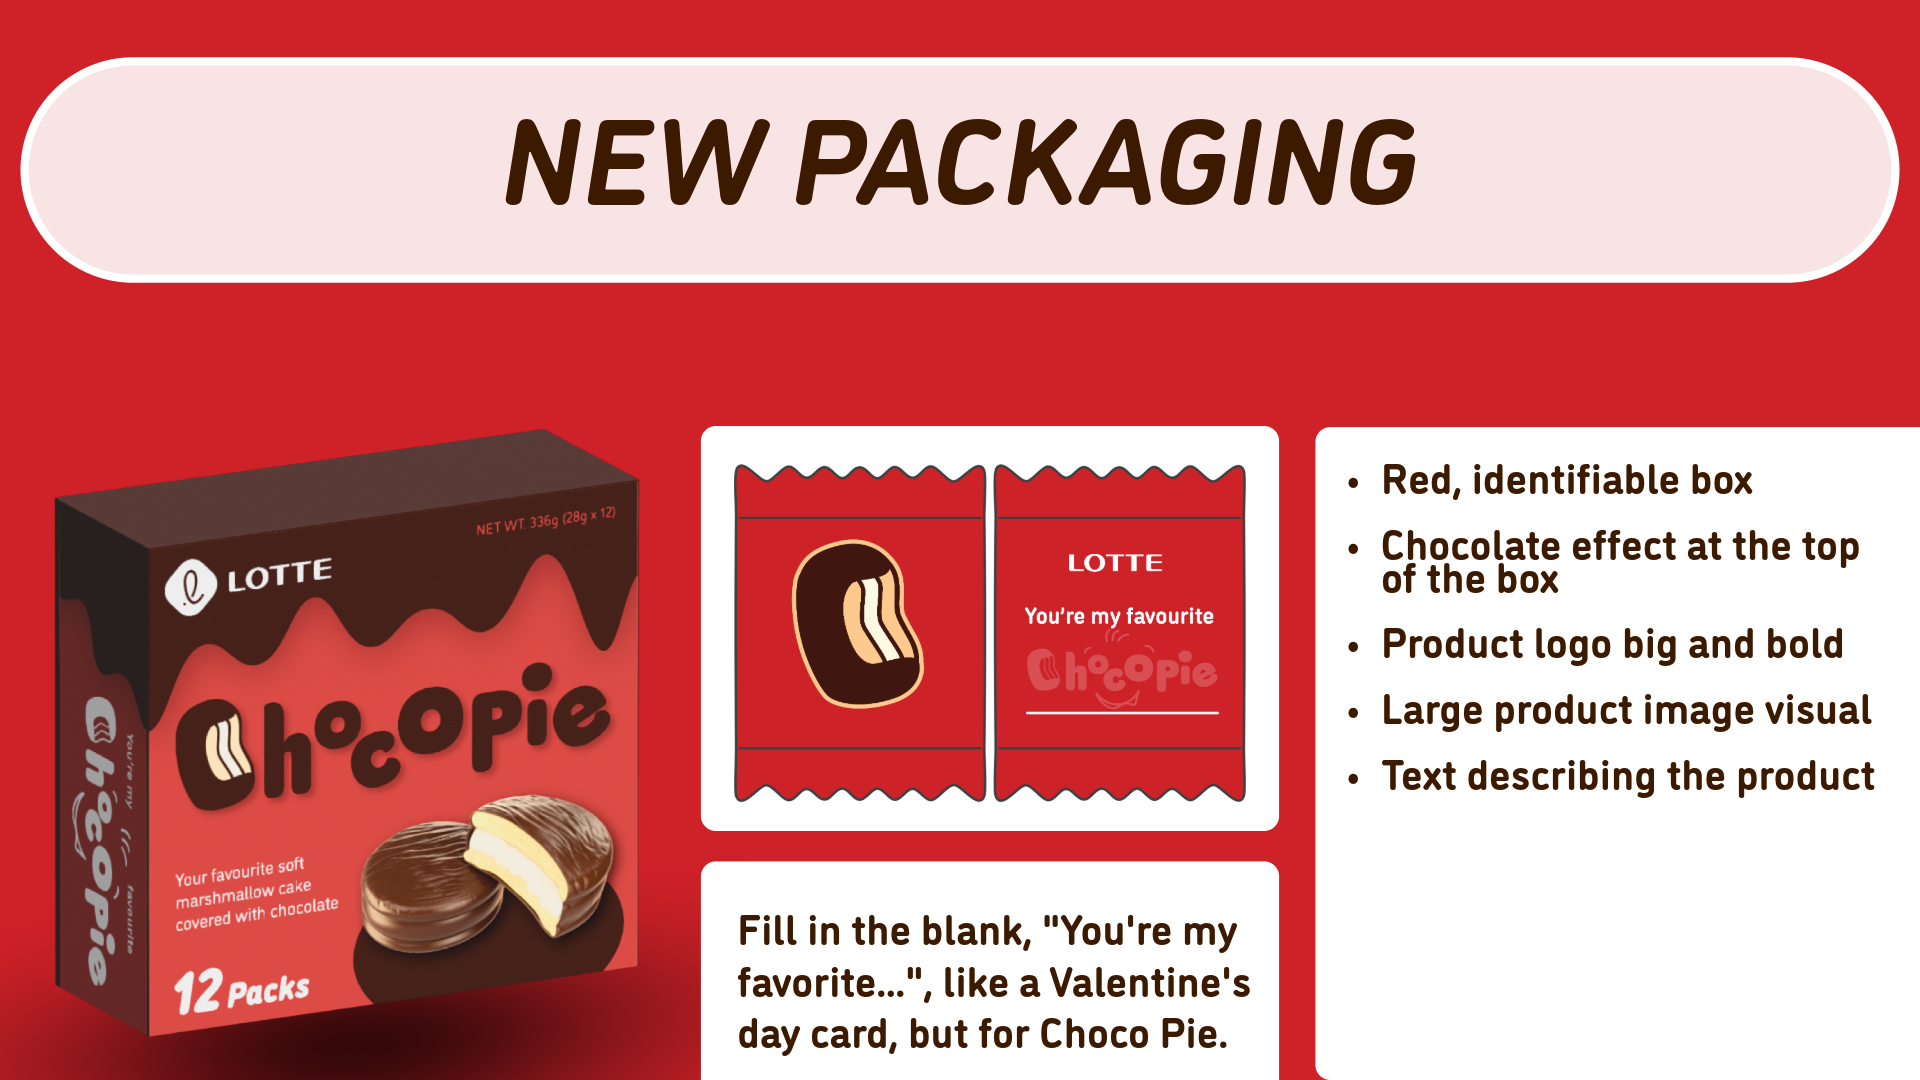 NEW PACKAGING
NET WT. 336g (28g x 12)
LOTTE
Chocopie
Your favourite soft
marshmallow cake
covered with chocolate
12 Packs
You're my favourite
Chocopie
LOTTE
You're my favourite
Chocopie
Fill in the blank, "You're my
favorite...", like a Valentine's
day card, but for Choco Pie.
• Red, identifiable box
• Chocolate effect at the top
of the box
• Product logo big and bold
• Large product image visual
• Text describing the product